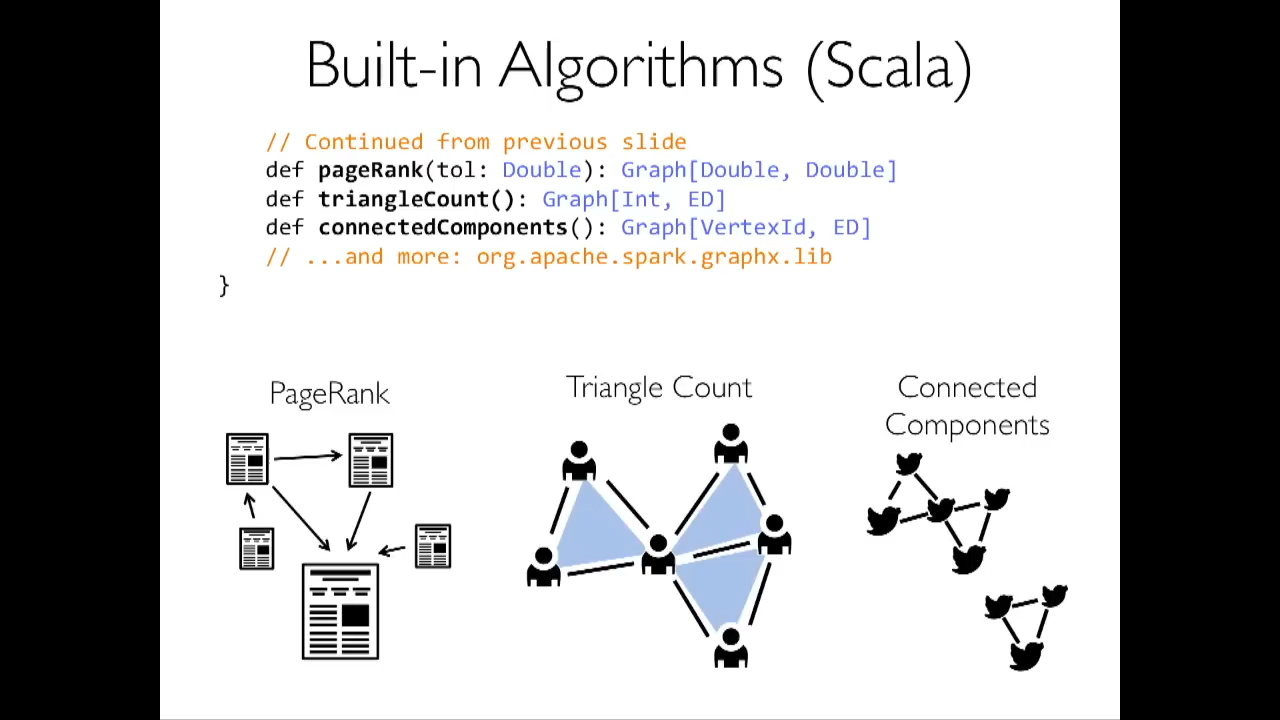 Built-in Algorithms (Scala)
// Continued from previous slide
def pageRank(tol: Double): Graph[Double, Double]
def triangleCount(): Graph[Int, ED]
def connectedComponents(): Graph[VertexId, ED]
// ...and more: org.apache.spark.graphx.lib
}
PageRank
Triangle Count
Connected
Components